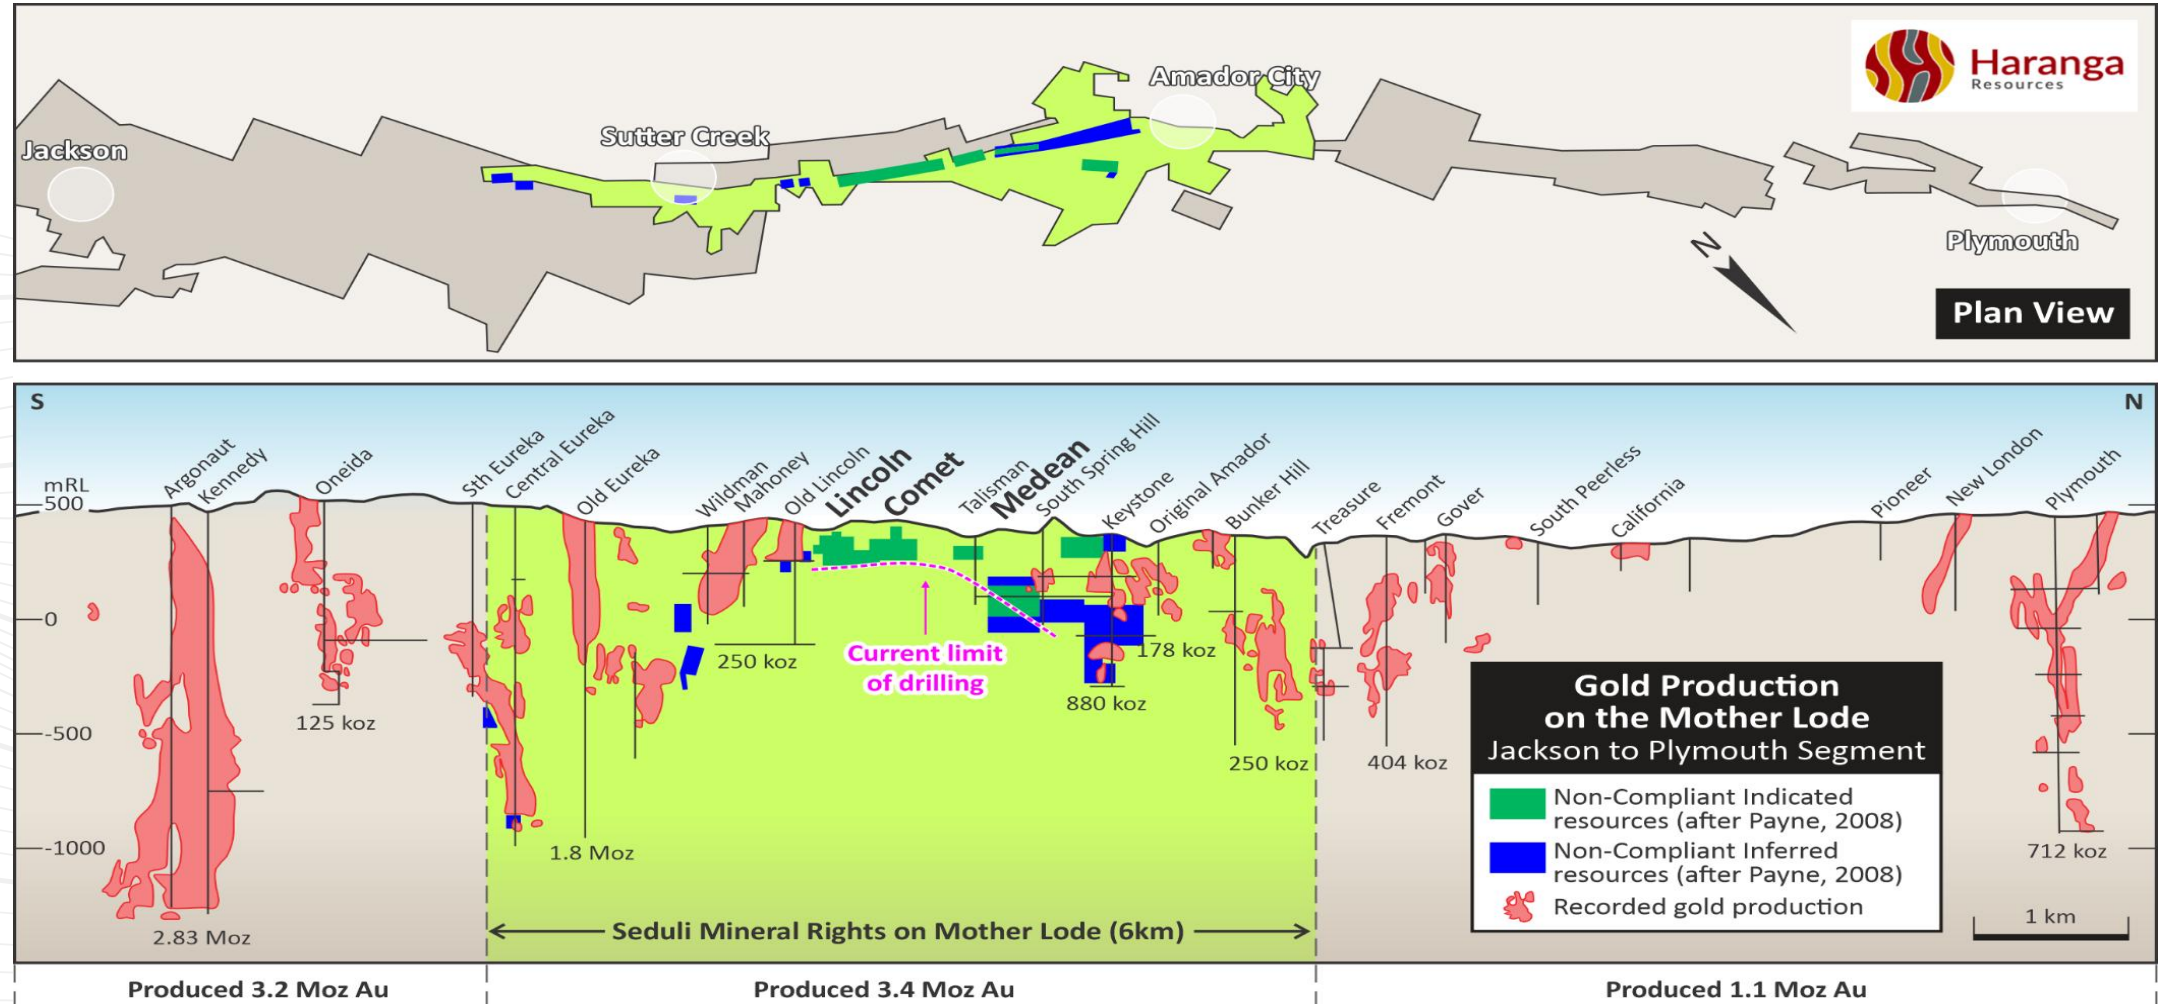 Haranga
Resources
Amador City
Sutter Creek
Jackson
Plymouth
N
Plan View
S
N
mRL
500
0
-500
-1000
Argonaut
Kennedy
Oneida
Sth Eureka
Central Eureka
Old Eureka
Wildman
Mahoney
Old Lincoln
Lincoln
Comet
Talisman
Medean
South Spring Hill
Keystone
Original Amador
Bunker Hill
Treasure
Fremont
Gover
South Peerless
California
Pioneer
New London
Plymouth
Current limit
of drilling
2.83 Moz
125 koz
1.8 Moz
250 koz
880 koz
178 koz
250 koz
404 koz
712 koz
Gold Production
on the Mother Lode
Jackson to Plymouth Segment
Non-Compliant Indicated
resources (after Payne, 2008)
Non-Compliant Inferred
resources (after Payne, 2008)
Recorded gold production
1 km
Seduli Mineral Rights on Mother Lode (6km)
Produced 3.2 Moz Au
Produced 3.4 Moz Au
Produced 1.1 Moz Au